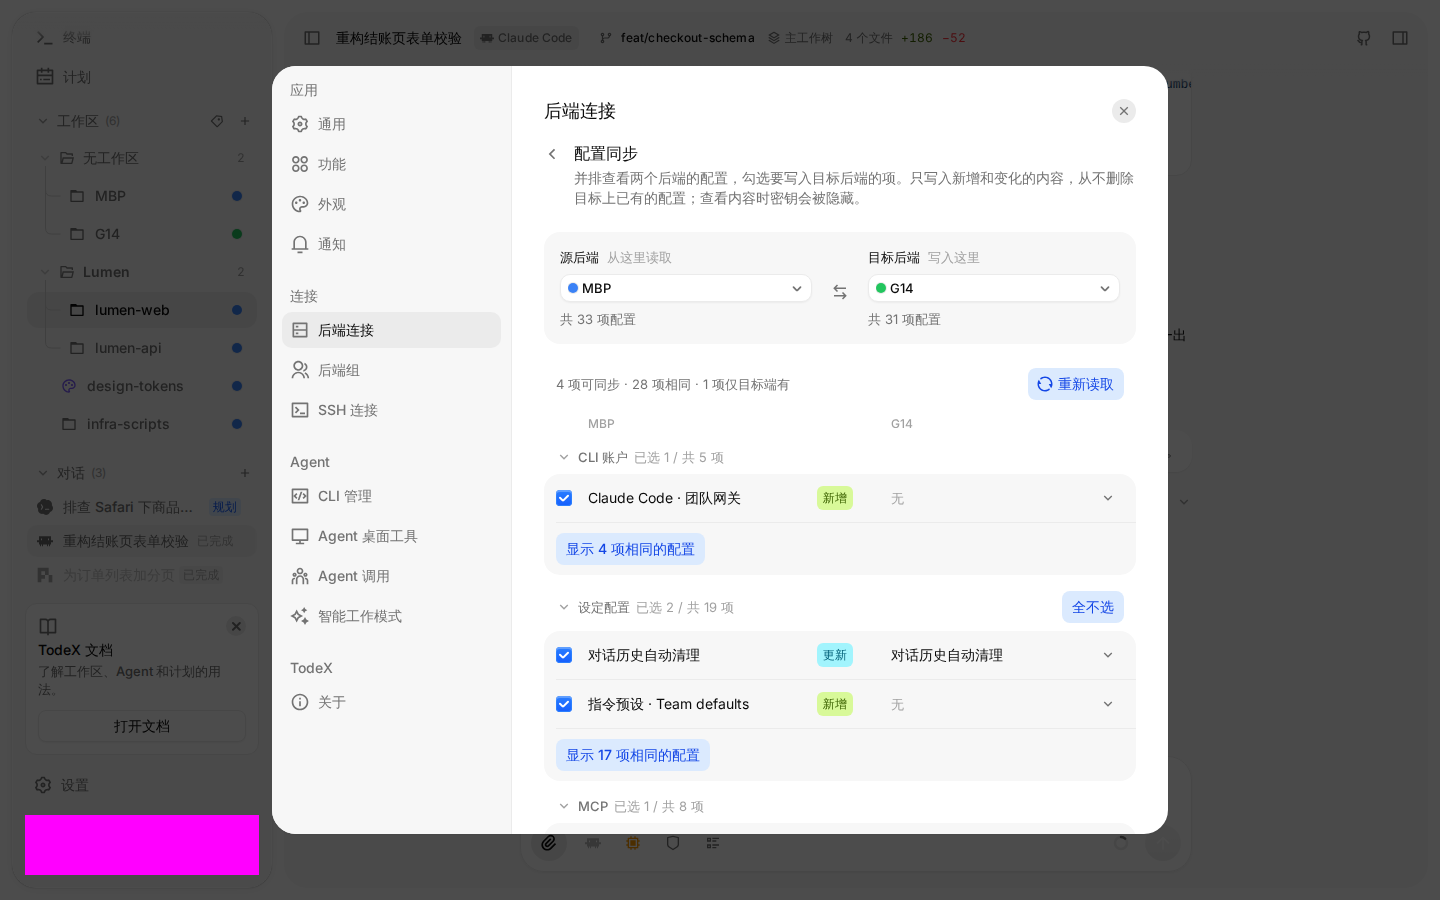 终端
计划
工作区 (6)
无工作区 2
MBP
G14
Lumen 2
lumen-web
lumen-api
design-tokens
infra-scripts
对话 (3)
排查 Safari 下商品... 规划
重构结账页表单校验 已完成
为订单列表加分页 已完成
TodeX 文档
了解工作区、Agent 和计划的用
法。
打开文档
设置
重构结账页表单校验 Claude Code feat/checkout-schema 主工作树 4 个文件 +186 -52
应用
通用
功能
外观
通知
连接
后端连接
后端组
SSH 连接
Agent
CLI 管理
Agent 桌面工具
Agent 调用
智能工作模式
TodeX
关于
后端连接
配置同步
并排查看两个后端的配置，勾选要写入目标后端的项。只写入新增和变化的内容，从不删除
目标上已有的配置；查看内容时密钥会被隐藏。
源后端 从这里读取
MBP
共 33 项配置
目标后端 写入这里
G14
共 31 项配置
4 项可同步 · 28 项相同 · 1 项仅目标端有
重新读取
MBP G14
CLI 账户 已选 1 / 共 5 项
Claude Code · 团队网关 新增 无
显示 4 项相同的配置
设定配置 已选 2 / 共 19 项
全不选
对话历史自动清理 更新 对话历史自动清理
指令预设 · Team defaults 新增 无
显示 17 项相同的配置
MCP 已选 1 / 共 8 项
出